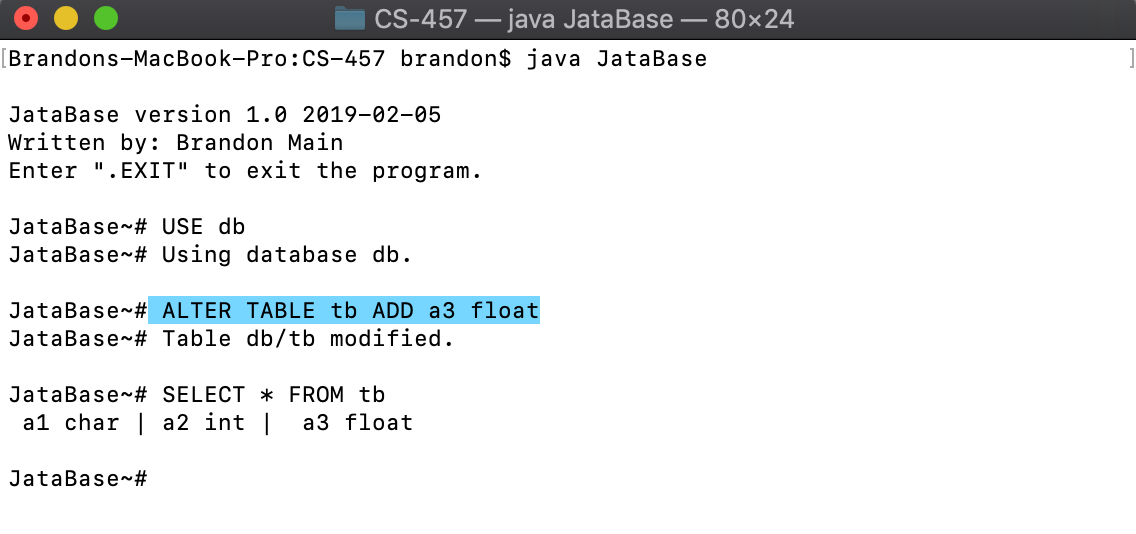 CS-457 — java JataBase — 80×24
[Brandons-MacBook-Pro:CS-457 brandon$ java JataBase ]
JataBase version 1.0 2019-02-05
Written by: Brandon Main
Enter ".EXIT" to exit the program.
JataBase~# USE db
JataBase~# Using database db.
JataBase~# ALTER TABLE tb ADD a3 float
JataBase~# Table db/tb modified.
JataBase~# SELECT * FROM tb
 a1 char | a2 int |  a3 float
JataBase~#